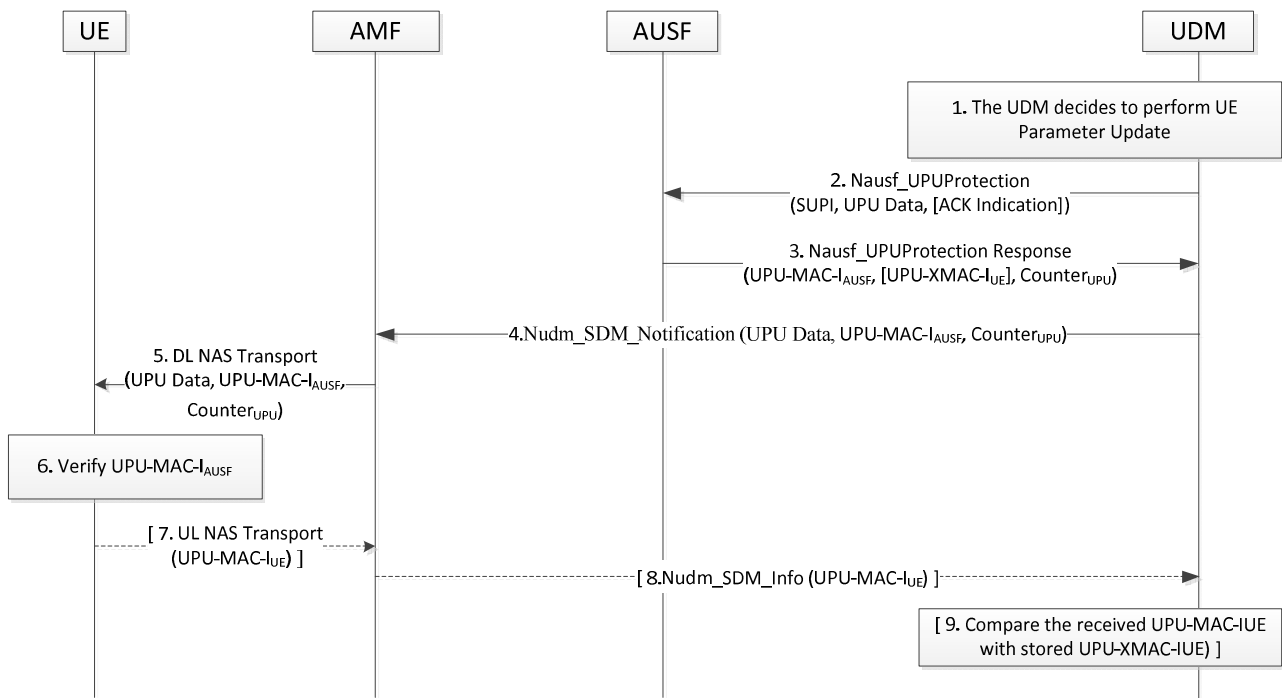 UE
AMF
AUSF
UDM
1. The UDM decides to perform UE
Parameter Update
2. Nausf_UPUProtection
(SUPI, UPU Data, [ACK Indication])
3. Nausf_UPUProtection Response
(UPU-MAC-IAUSF, [UPU-XMAC-IUE], CounterUPU)
4.Nudm_SDM_Notification (UPU Data, UPU-MAC-IAUSF, CounterUPU)
5. DL NAS Transport
(UPU Data, UPU-MAC-IAUSF,
CounterUPU)
6. Verify UPU-MAC-IAUSF
[ 7. UL NAS Transport
(UPU-MAC-IUE) ]
[ 8.Nudm_SDM_Info (UPU-MAC-IUE) ]
[ 9. Compare the received UPU-MAC-IUE
with stored UPU-XMAC-IUE) ]